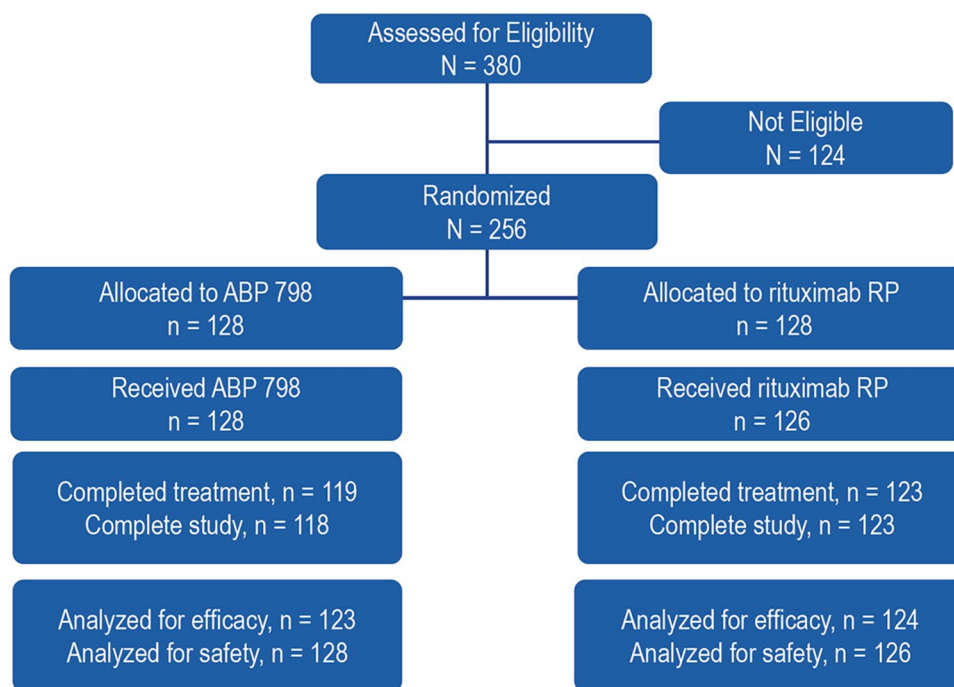 Assessed for Eligibility
N = 380
Not Eligible
N = 124
Randomized
N = 256
Allocated to ABP 798
n = 128
Allocated to rituximab RP
n = 128
Received ABP 798
n = 128
Received rituximab RP
n = 126
Completed treatment, n = 119
Complete study, n = 118
Completed treatment, n = 123
Complete study, n = 123
Analyzed for efficacy, n = 123
Analyzed for safety, n = 128
Analyzed for efficacy, n = 124
Analyzed for safety, n = 126